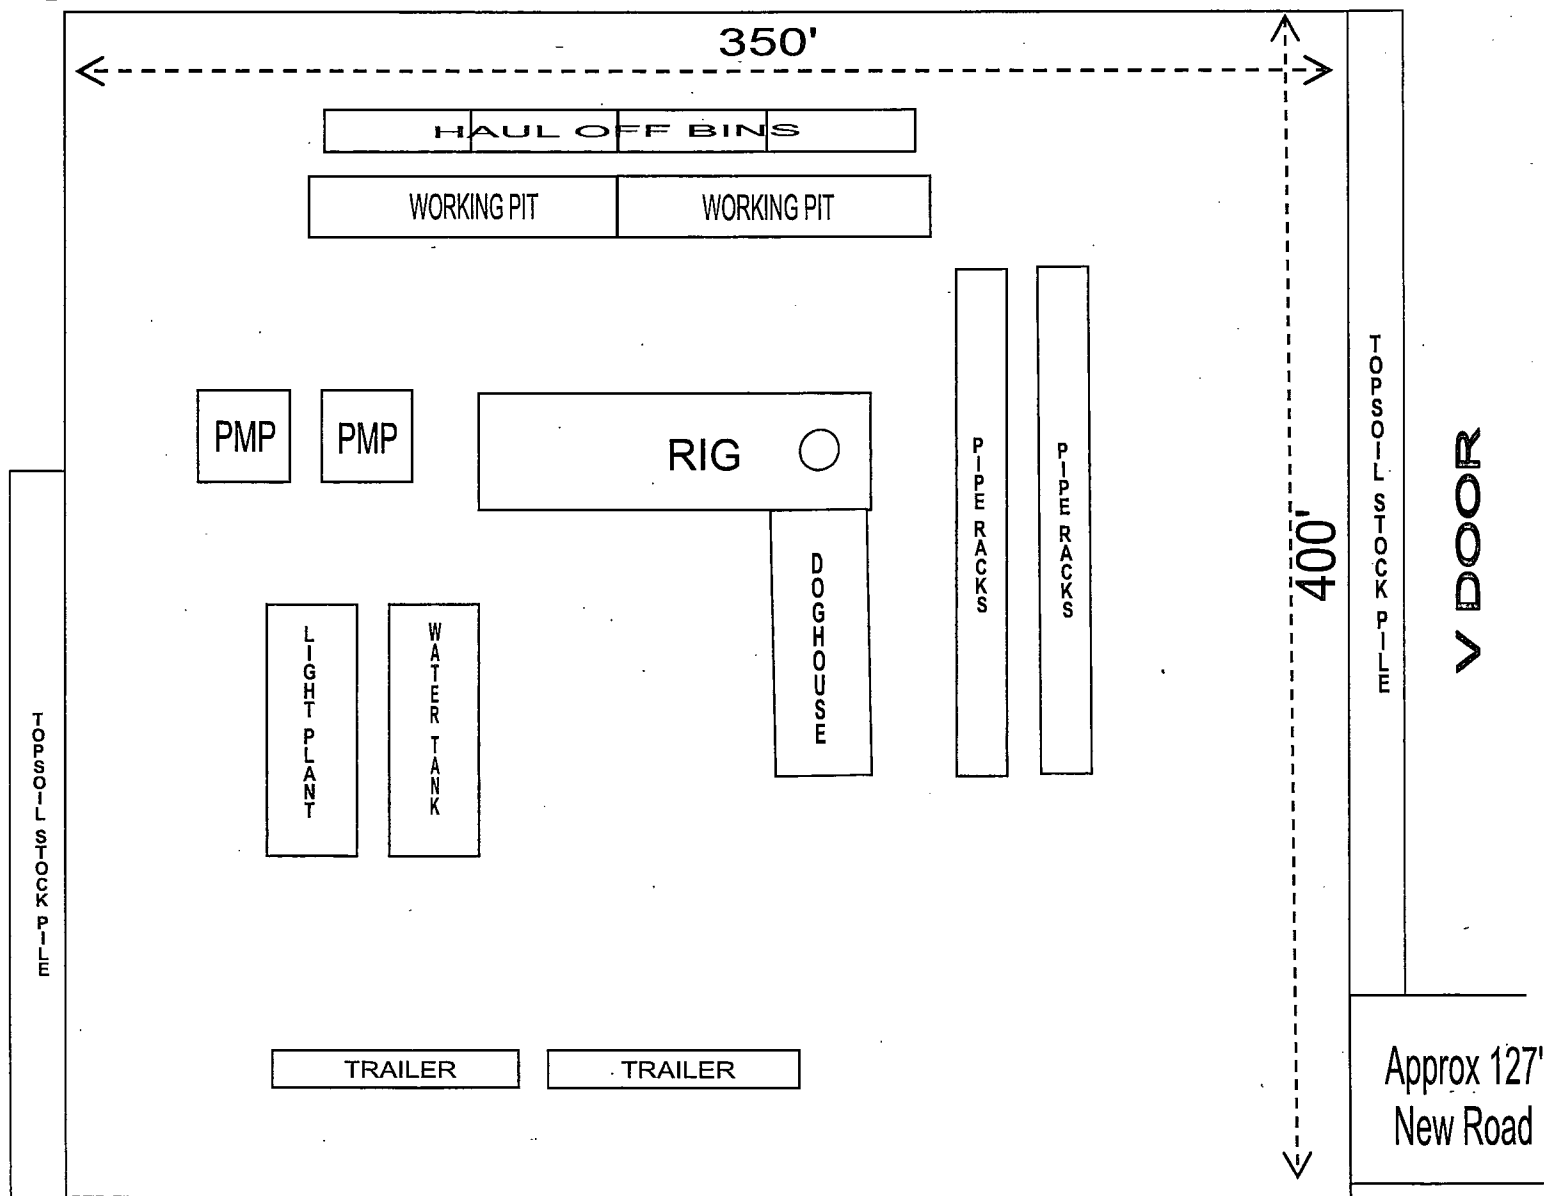 350'
HAUL OFF BINS
WORKING PIT
WORKING PIT
PMP
PMP
RIG
PIPE RACKS
PIPE RACKS
400'
TOPSOIL STOCK PILE
V DOOR
DOGHOUSE
LIGHT PLANT
WATER TANK
TOPSOIL STOCK PILE
TRAILER
TRAILER
Approx 127'
New Road